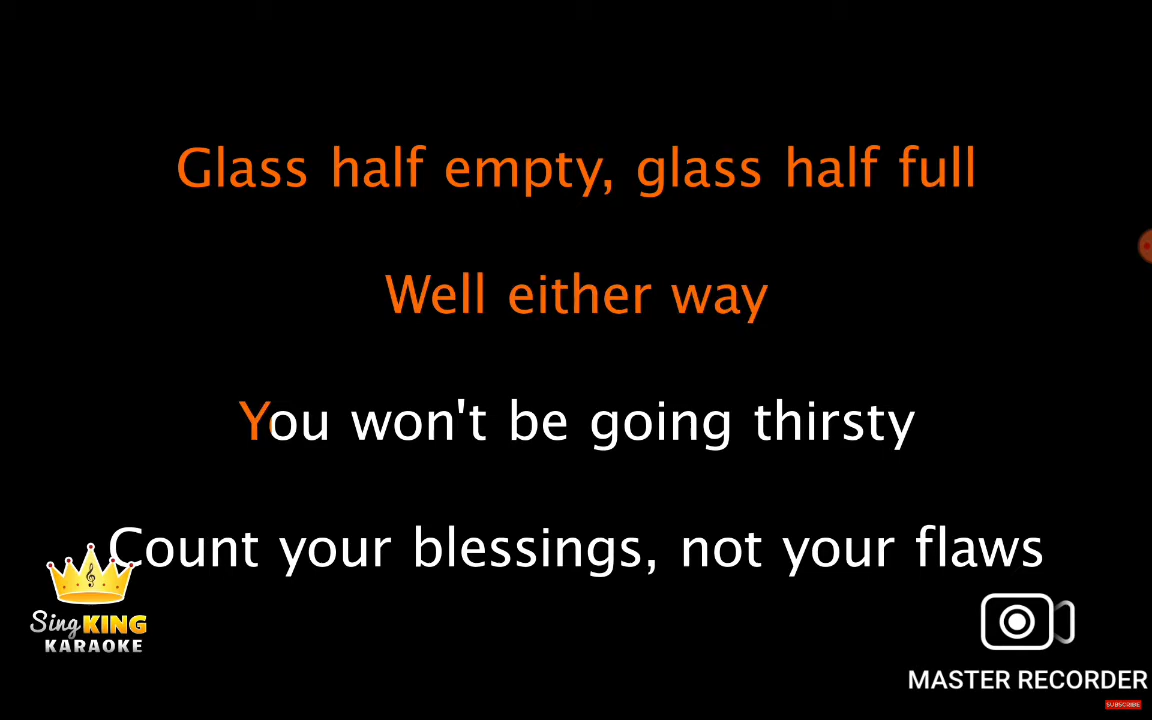 Glass half empty, glass half full
Well either way
You won't be going thirsty
Count your blessings, not your flaws
Sing KING
KARAOKE
MASTER RECORDER
SUBSCRIBE